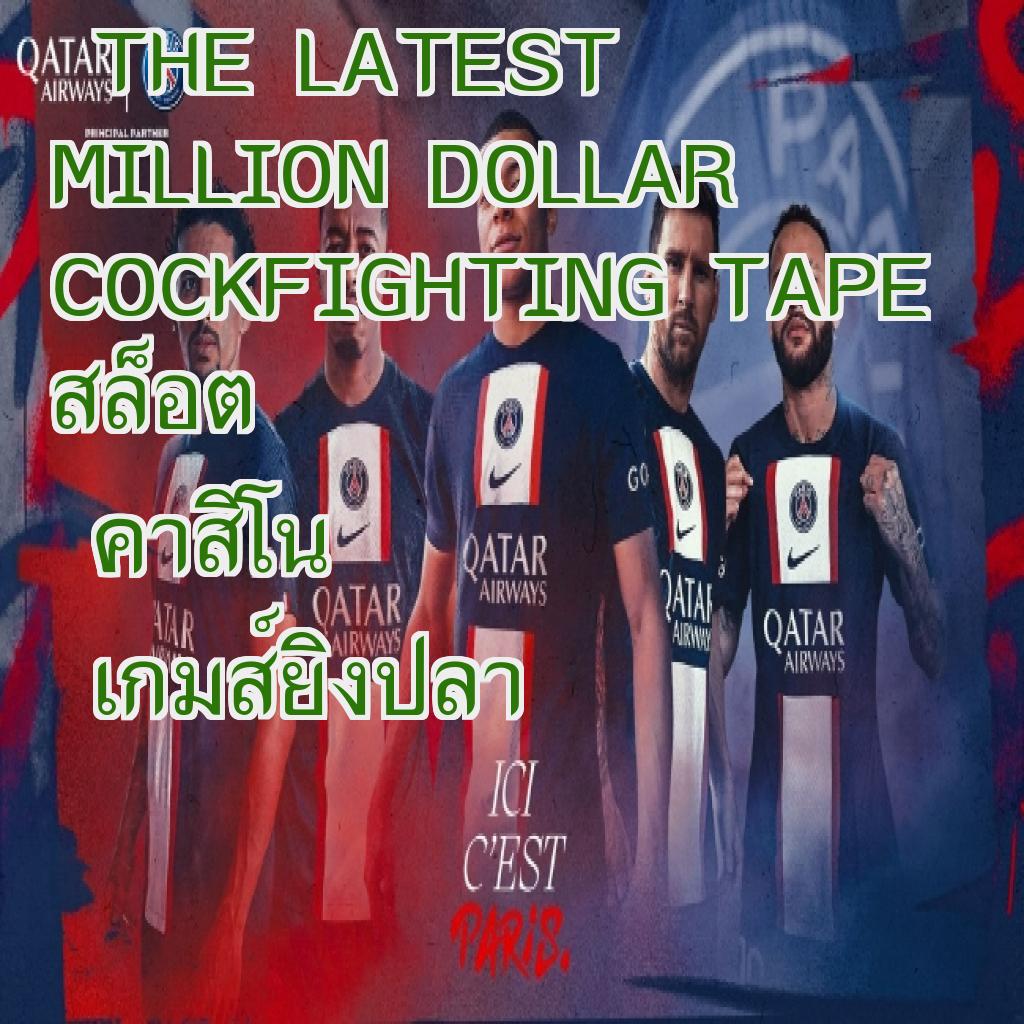 QATAR
AIRWAYS
PRINCIPAL PARTNER
THE LATEST
MILLION DOLLAR
COCKFIGHTING TAPE
สล็อต
คาสิโน
เกมส์ยิงปลา
GO
QATAR
AIRWAYS
QATAR
AIRWAYS
QATAR
AIRWAYS
QATAR
AIRWAYS
ICI
C'EST
PARIS.